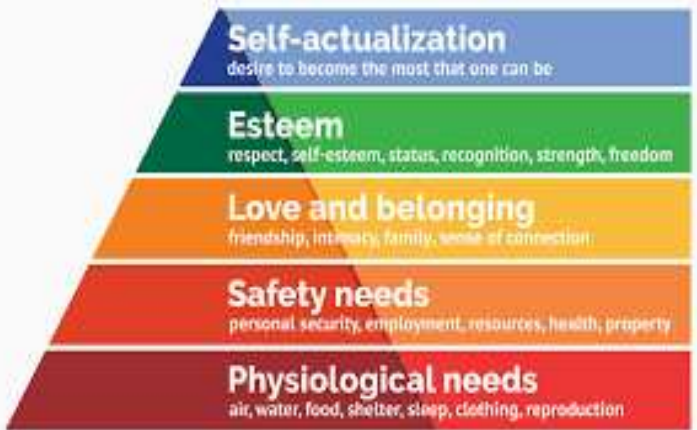 Self-actualization
desire to become the most that one can be
Esteem
respect, self-esteem, status, recognition, strength, freedom
Love and belonging
friendship, intimacy, family, sense of connection
Safety needs
personal security, employment, resources, health, property
Physiological needs
air, water, food, shelter, sleep, clothing, reproduction